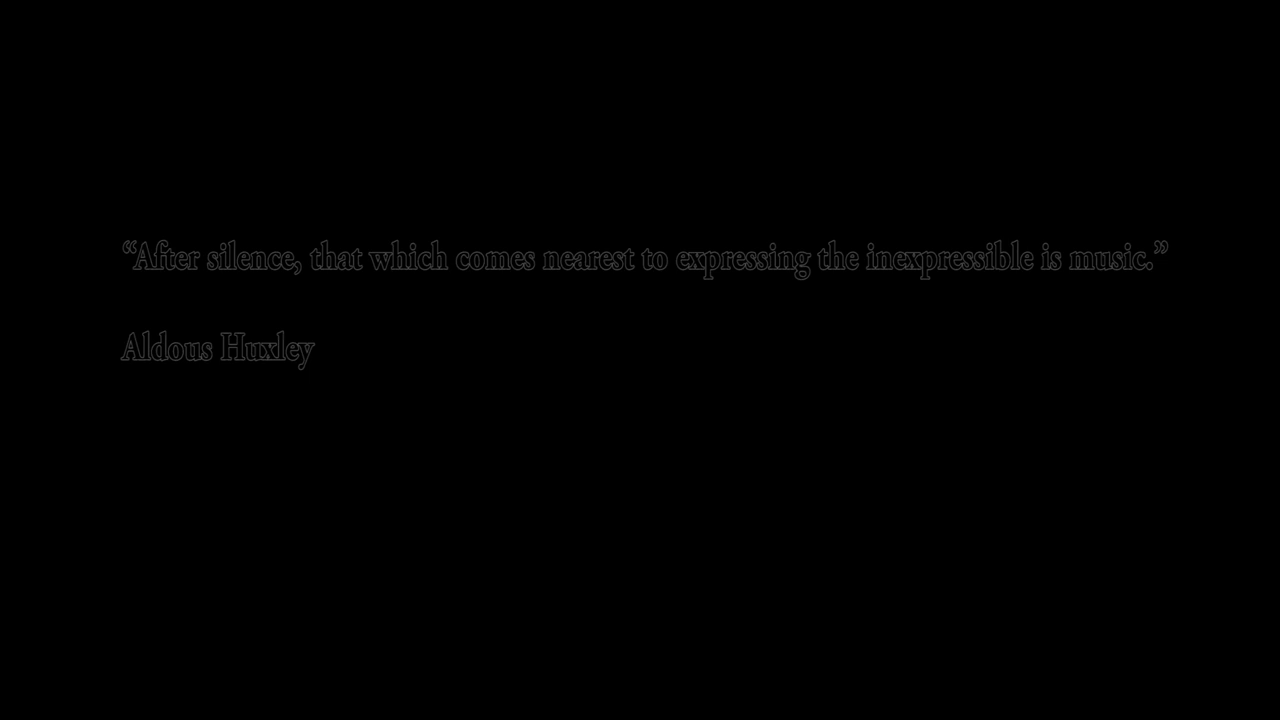 “After silence, that which comes nearest to expressing the inexpressible is music.”
Aldous Huxley